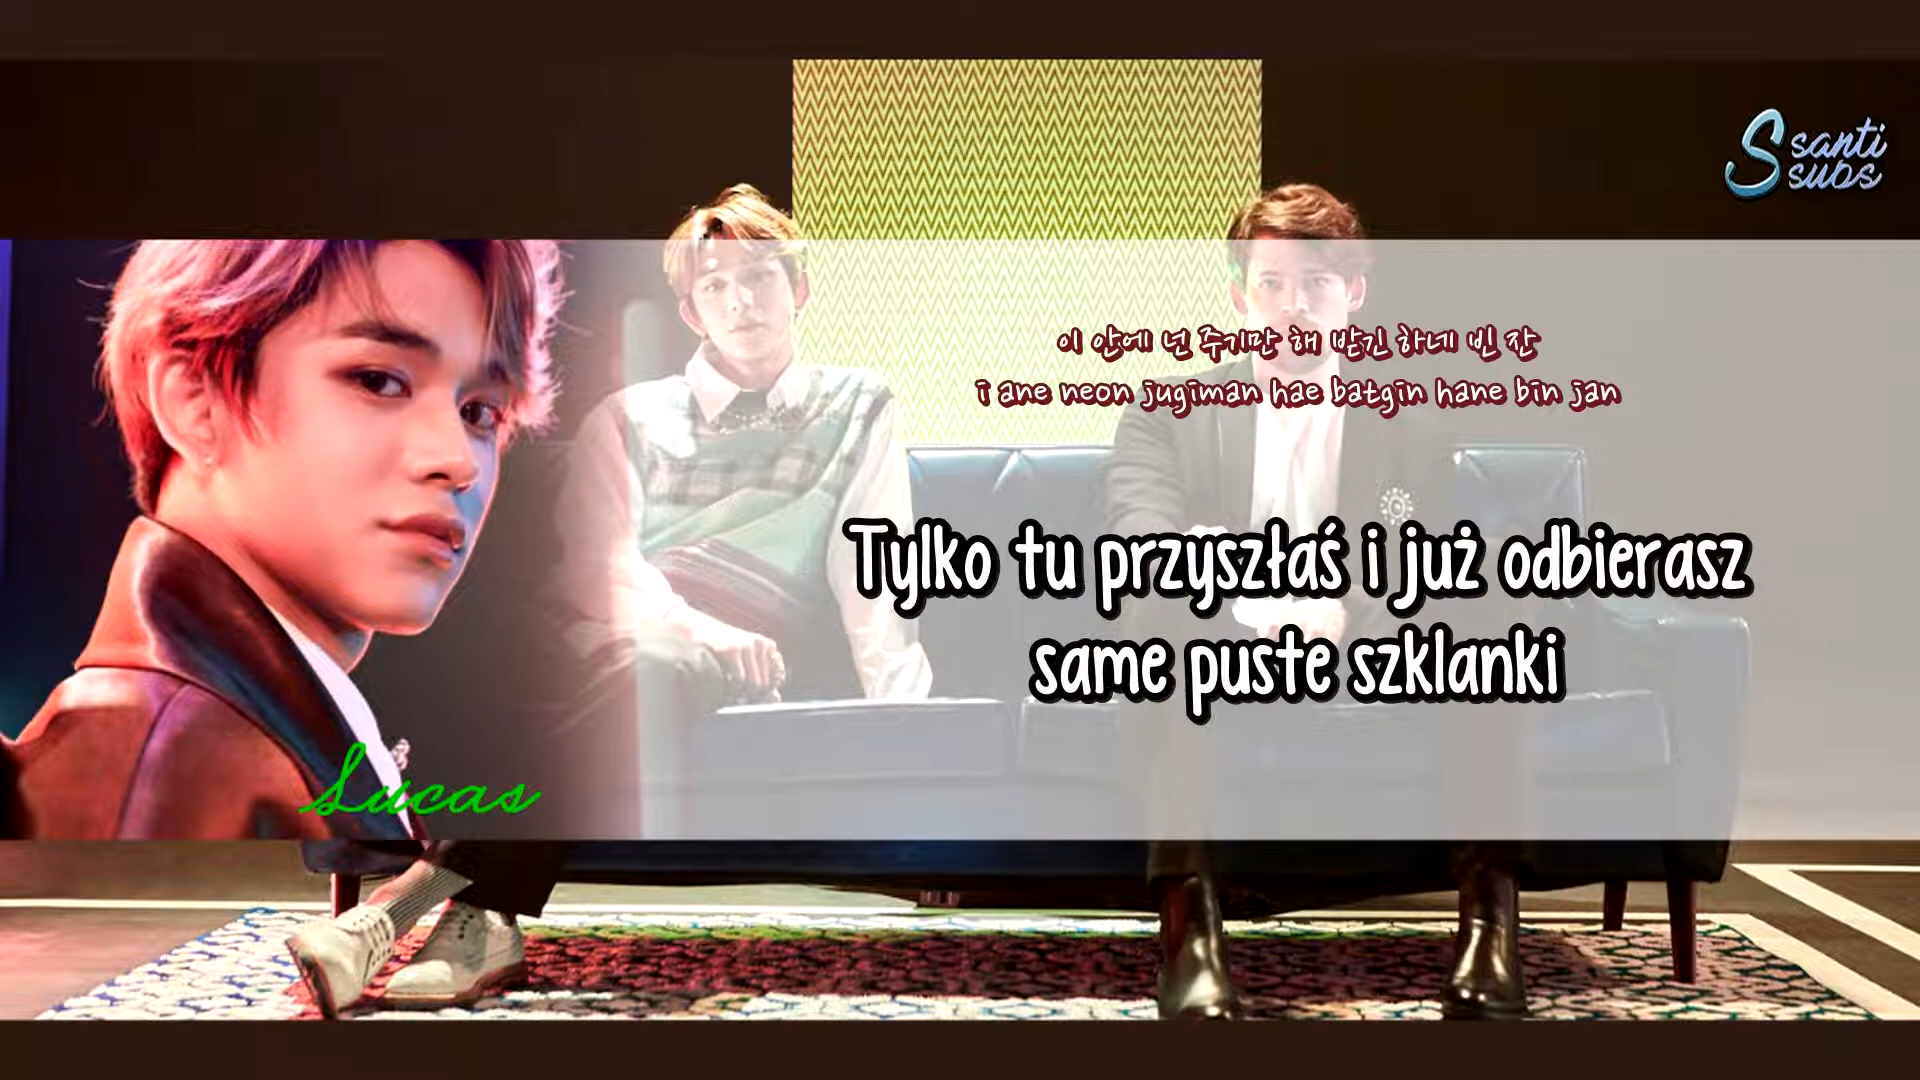 Ssanti
subs
이 안에 넌 주기만 해 받긴 하네 빈 잔
i ane neon jugiman hae batgin hane bin jan
Tylko tu przyszłaś i już odbierasz
same puste szklanki
Lucas